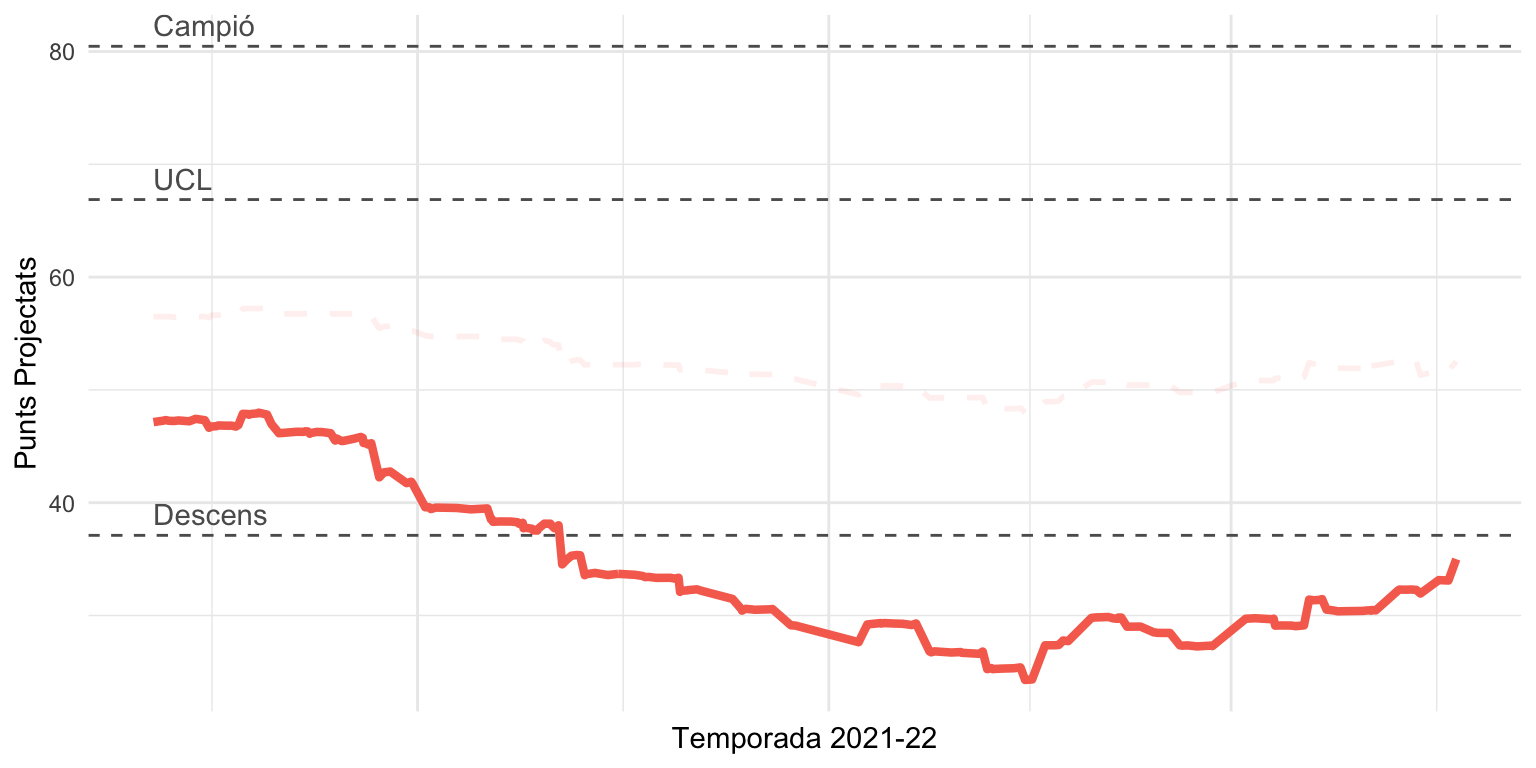 Campió
80
UCL
60
Punts Projectats
40
Descens
Temporada 2021-22